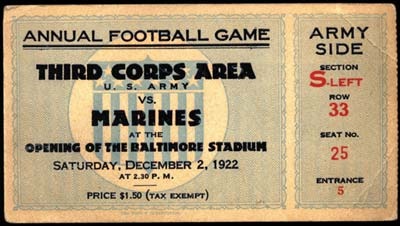 ANNUAL FOOTBALL GAME
THIRD CORPS AREA
U. S. ARMY
VS.
MARINES
AT THE
OPENING OF THE BALTIMORE STADIUM
SATURDAY, DECEMBER 2, 1922
AT 2.30 P. M.
PRICE $1.50 (TAX EXEMPT)
ARMY
SIDE
SECTION
S-LEFT
ROW
33
SEAT NO.
25
ENTRANCE
5